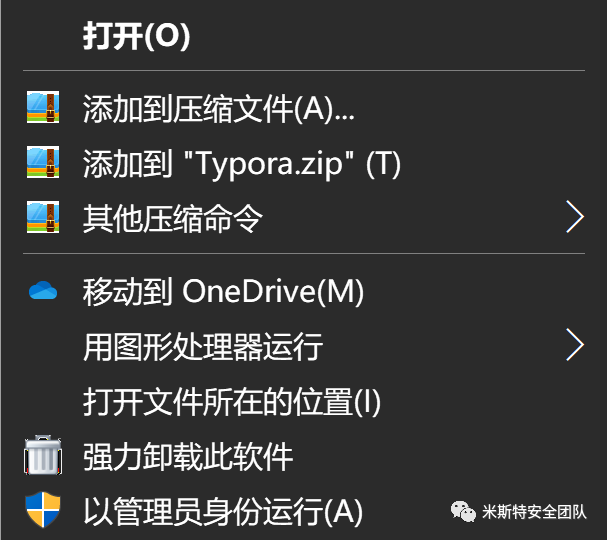 打开(O)
添加到压缩文件(A)...
添加到 "Typora.zip" (T)
其他压缩命令
移动到 OneDrive(M)
用图形处理器运行
打开文件所在的位置(I)
强力卸载此软件
以管理员身份运行(A)
米斯特安全团队